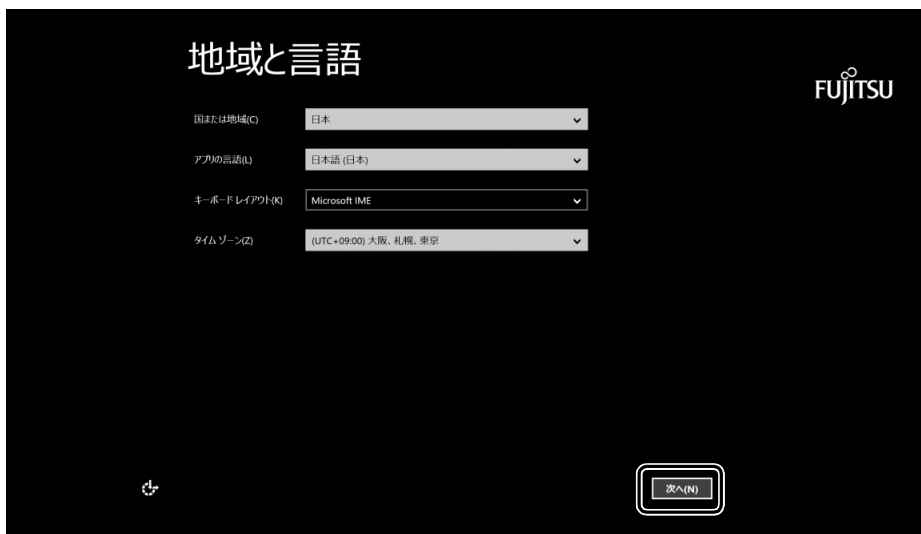 地域と言語
FUJITSU
国または地域(C)
日本
アプリの言語(L)
日本語 (日本)
キーボード レイアウト(K)
Microsoft IME
タイム ゾーン(Z)
(UTC+09:00) 大阪、札幌、東京
次へ(N)